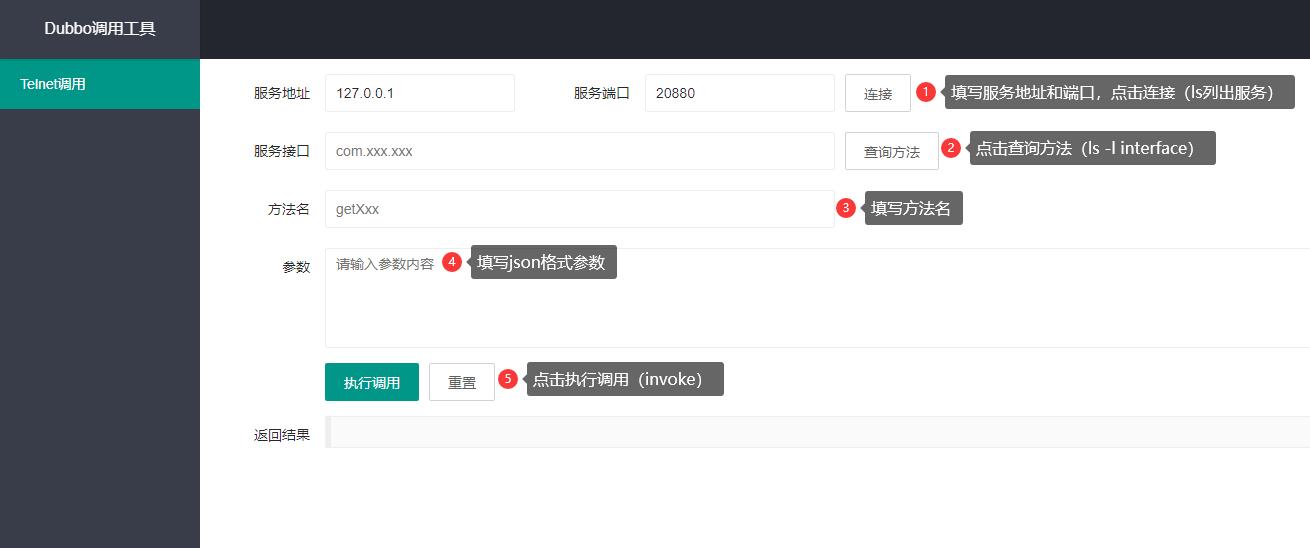 Dubbo调用工具
Telnet调用
服务地址 127.0.0.1 服务端口 20880 连接 1 填写服务地址和端口，点击连接（ls列出服务）
服务接口 com.xxx.xxx 查询方法 2 点击查询方法（ls -l interface）
方法名 getXxx 3 填写方法名
参数 请输入参数内容 4 填写json格式参数
执行调用 重置 5 点击执行调用（invoke）
返回结果